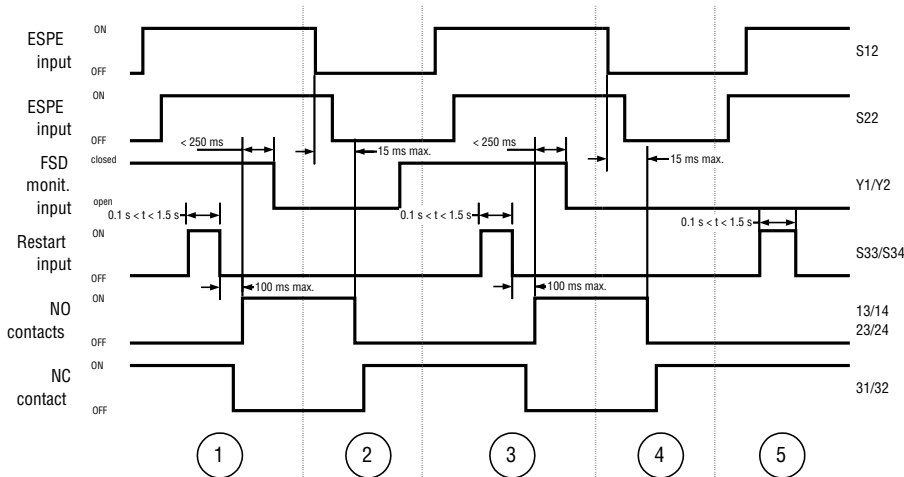 ESPE
input
ON
OFF
S12
ESPE
input
ON
OFF
S22
< 250 ms
15 ms max.
< 250 ms
15 ms max.
FSD
monit.
input
closed
open
Y1/Y2
0.1 s < t < 1.5 s
0.1 s < t < 1.5 s
0.1 s < t < 1.5 s
Restart
input
ON
OFF
S33/S34
100 ms max.
100 ms max.
NO
contacts
ON
OFF
13/14
23/24
NC
contact
ON
OFF
31/32
1
2
3
4
5